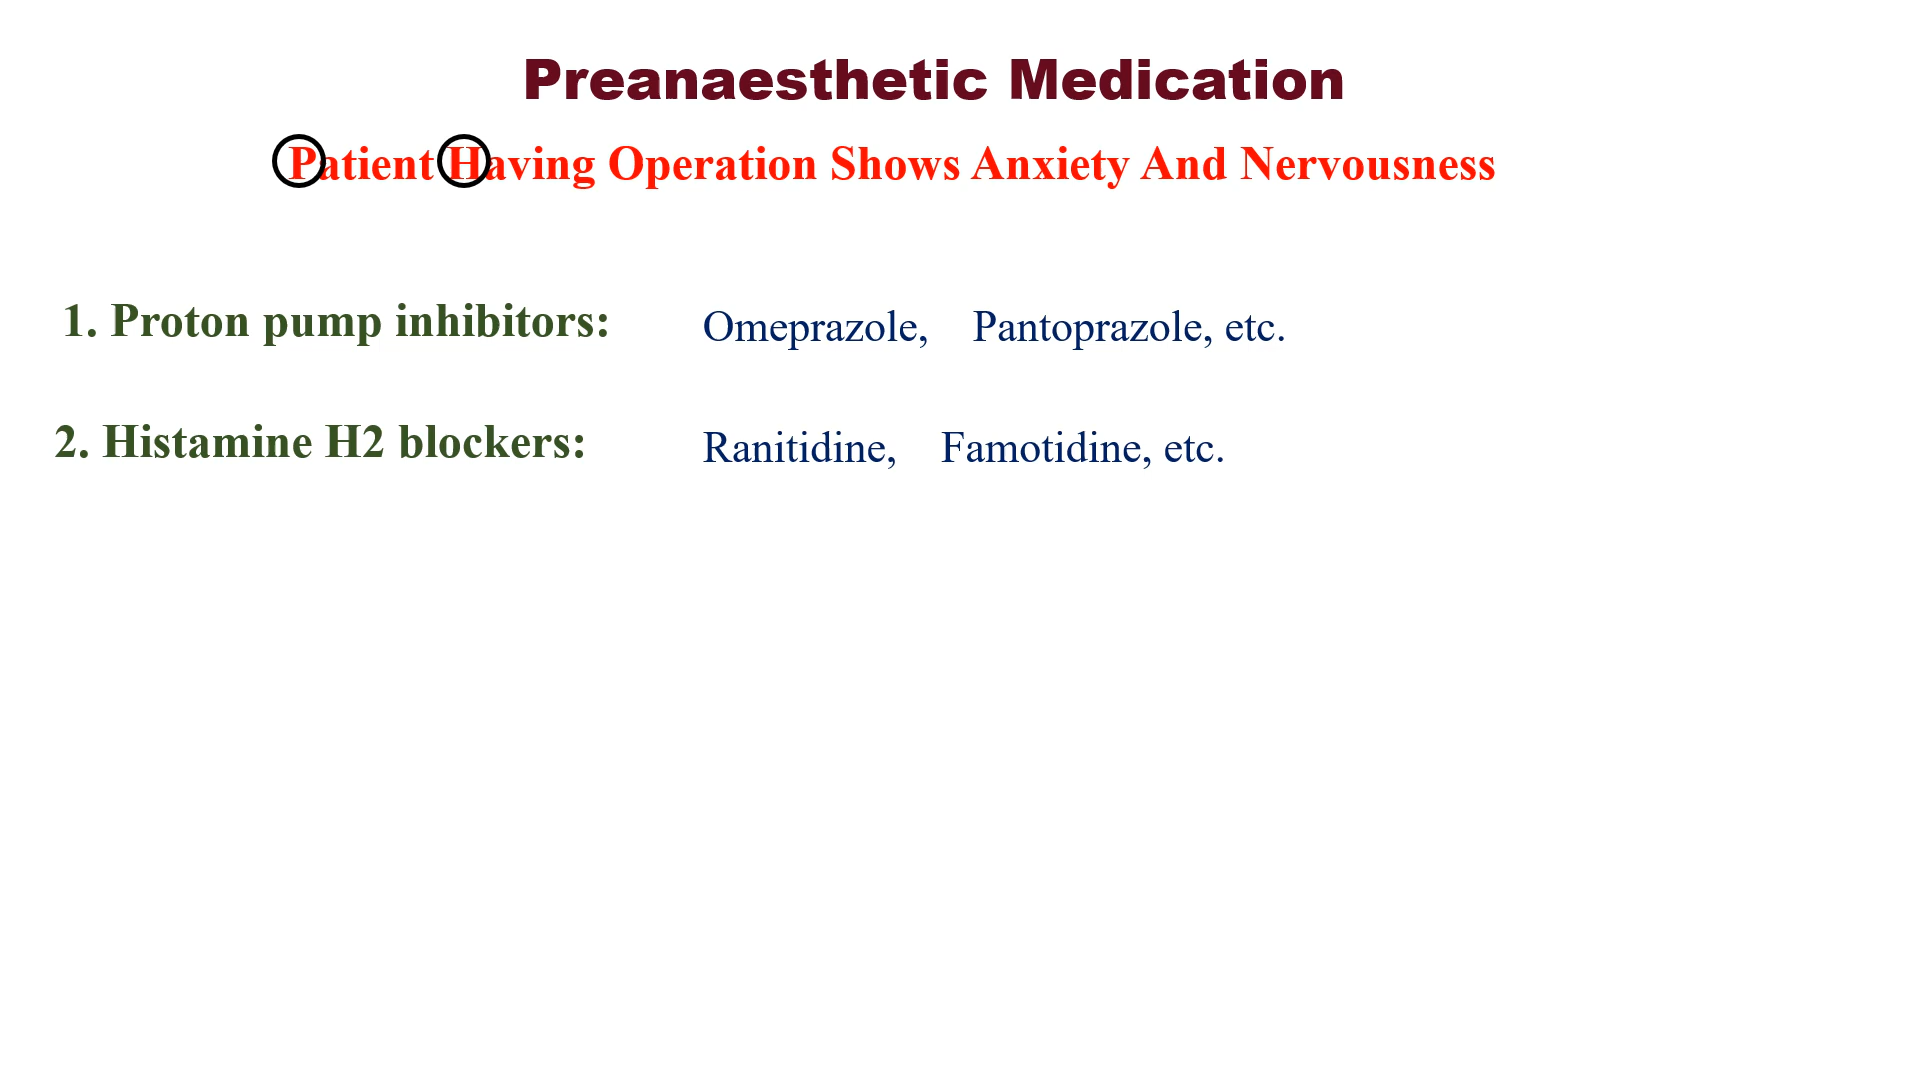 Preanaesthetic Medication
Patient Having Operation Shows Anxiety And Nervousness
1. Proton pump inhibitors: Omeprazole, Pantoprazole, etc.
2. Histamine H2 blockers: Ranitidine, Famotidine, etc.